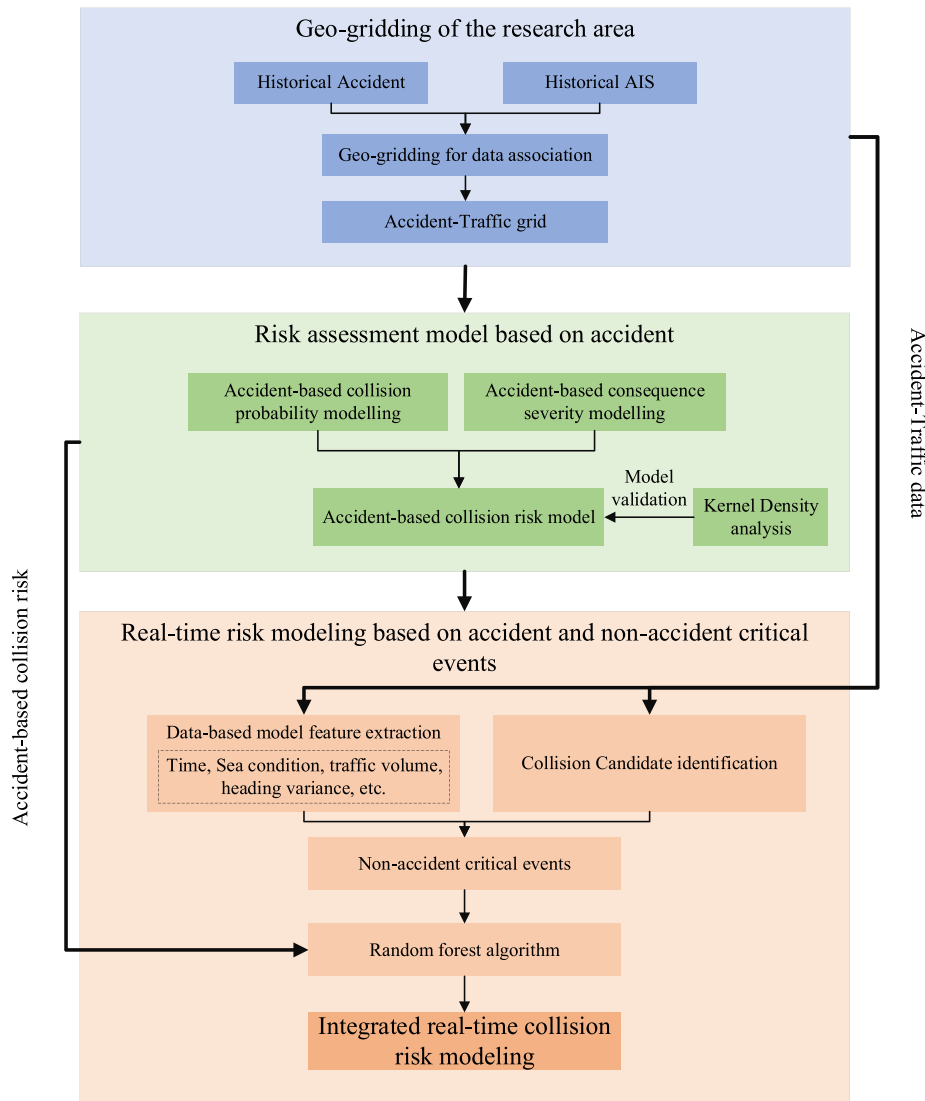 Geo-gridding of the research area
Historical Accident
Historical AIS
Geo-gridding for data association
Accident-Traffic grid
Accident-Traffic data
Risk assessment model based on accident
Accident-based collision
probability modelling
Accident-based consequence
severity modelling
Model
validation
Accident-based collision risk model
Kernel Density
analysis
Accident-based collision risk
Real-time risk modeling based on accident and non-accident critical
events
Data-based model feature extraction
Time, Sea condition, traffic volume,
heading variance, etc.
Collision Candidate identification
Non-accident critical events
Random forest algorithm
Integrated real-time collision
risk modeling